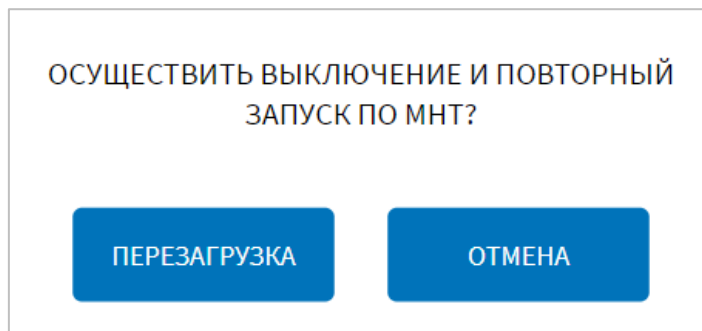 ОСУЩЕСТВИТЬ ВЫКЛЮЧЕНИЕ И ПОВТОРНЫЙ
ЗАПУСК ПО МНТ?
ПЕРЕЗАГРУЗКА
ОТМЕНА